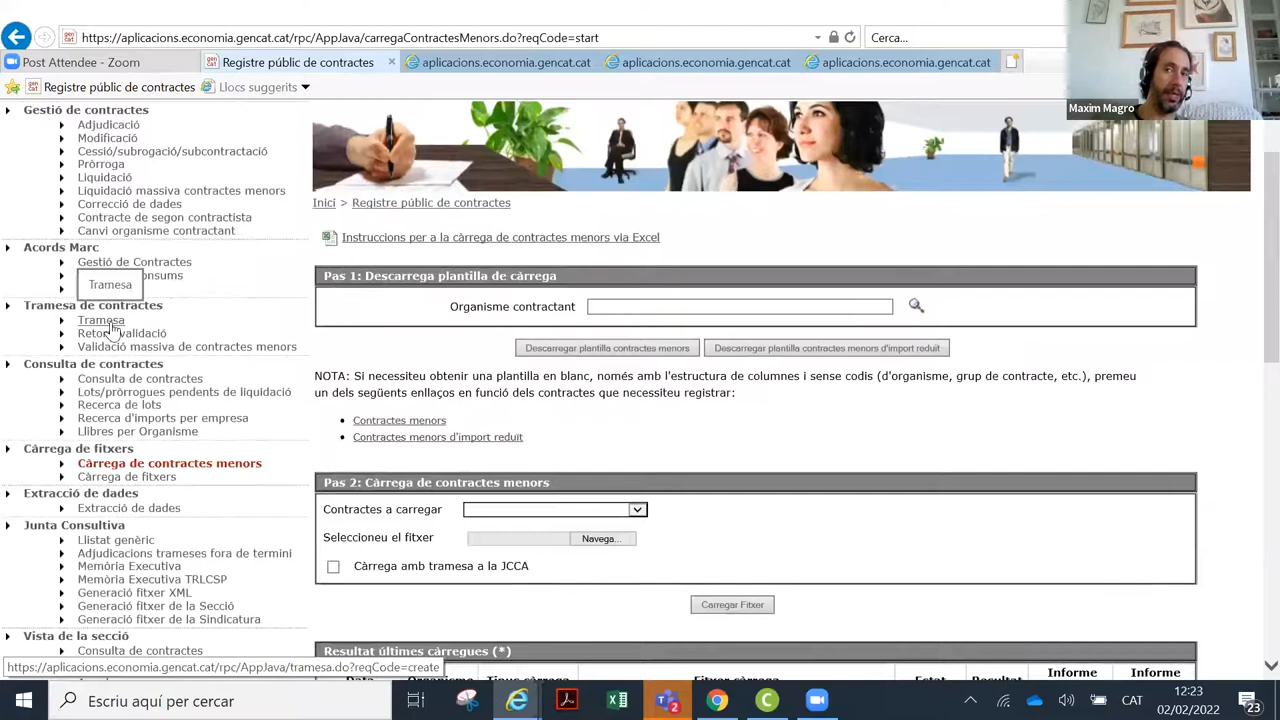 https://aplicacions.economia.gencat.cat/rpc/AppJava/carregaContractesMenors.do?reqCode=start
Cerca...
Post Attendee - Zoom
Registre públic de contractes
aplicacions.economia.gencat.cat
aplicacions.economia.gencat.cat
aplicacions.economia.gencat.cat
Registre públic de contractes
Llocs suggerits
Maxim Magro
Gestió de contractes
Adjudicació
Modificació
Cessió/subrogació/subcontractació
Pròrroga
Liquidació
Liquidació massiva contractes menors
Correcció de dades
Contracte de segon contractista
Canvi organisme contractant
Acords Marc
Gestió de Contractes
onsums
Tramesa
Tramesa de contractes
Tramesa
Validació massiva de contractes menors
Consulta de contractes
Consulta de contractes
Lots/pròrrogues pendents de liquidació
Recerca de lots
Recerca d'imports per empresa
Llibres per Organisme
Càrrega de fitxers
Càrrega de contractes menors
Càrrega de fitxers
Extracció de dades
Extracció de dades
Junta Consultiva
Llistat genèric
Adjudicacions trameses fora de termini
Memòria Executiva
Memòria Executiva TRLCSP
Generació fitxer XML
Generació fitxer de la Secció
Generació fitxer de la Sindicatura
Vista de la secció
Consulta de contractes
https://aplicacions.economia.gencat.cat/rpc/AppJava/tramesa.do?reqCode=create
Inici > Registre públic de contractes
Instruccions per a la càrrega de contractes menors via Excel
Pas 1: Descarrega plantilla de càrrega
Organisme contractant
Descarregar plantilla contractes menors
Descarregar plantilla contractes menors d'import reduit
NOTA: Si necessiteu obtenir una plantilla en blanc, només amb l'estructura de columnes i sense codis (d'organisme, grup de contracte, etc.), premeu
un dels següents enllaços en funció dels contractes que necessiteu registrar:
Contractes menors
Contractes menors d'import reduït
Pas 2: Càrrega de contractes menors
Contractes a carregar
Seleccioneu el fitxer
Navega...
Càrrega amb tramesa a la JCCA
Carregar Fitxer
Resultat últimes càrregues (*)
Informe
Informe
Data
Organisme
Tipus càrrega
Fitxer càrrega
Estat
Resultat
Escriu aquí per cercar
2
CAT
12:23
02/02/2022
23